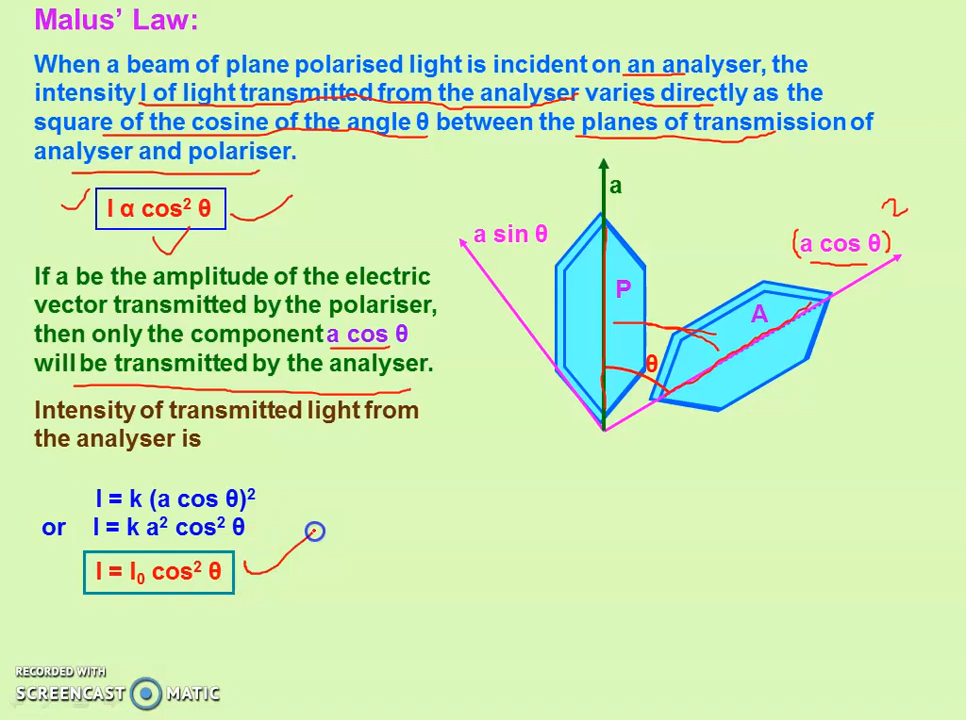 Malus’ Law:
When a beam of plane polarised light is incident on an analyser, the
intensity I of light transmitted from the analyser varies directly as the
square of the cosine of the angle θ between the planes of transmission of
analyser and polariser.
I α cos² θ
If a be the amplitude of the electric
vector transmitted by the polariser,
then only the component a cos θ
will be transmitted by the analyser.
Intensity of transmitted light from
the analyser is
I = k (a cos θ)²
or I = k a² cos² θ
I = I₀ cos² θ
a
a sin θ
(a cos θ)²
P
A
θ
RECORDED WITH
SCREENCAST MATIC